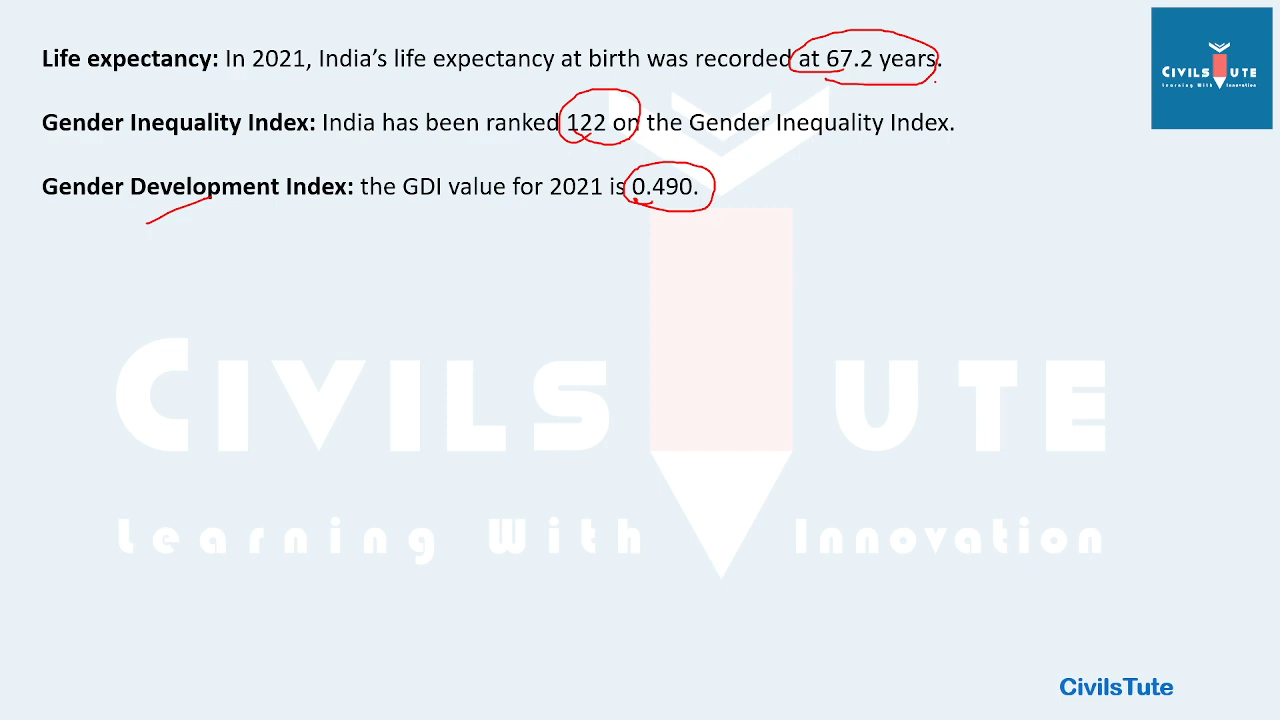 Life expectancy: In 2021, India's life expectancy at birth was recorded at 67.2 years.
CIVILS UTE
Learning With Innovation
Gender Inequality Index: India has been ranked 122 on the Gender Inequality Index.
Gender Development Index: the GDI value for 2021 is 0.490.
CIVILS UTE
Learning With Innovation
CivilsTute